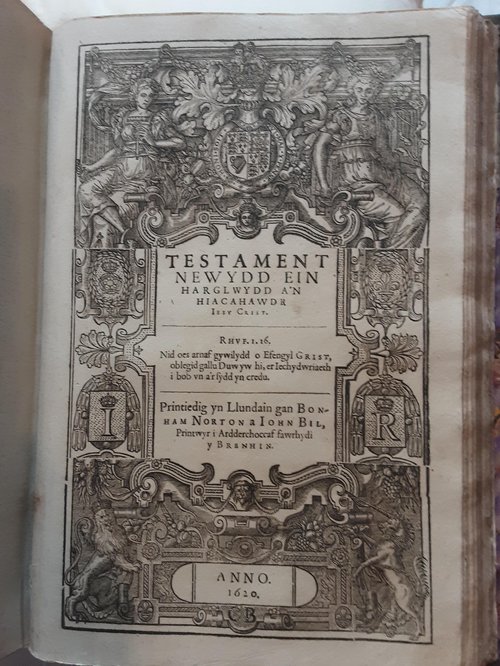 TESTAMENT
NEWYDD EIN
HARGLWYDD A'N
HIACAHAWDR
IESV CRIST.
RHVF. I. 16.
Nid oes arnaf gywilydd o Efengyl GRIST,
oblegid gallu Duw yw hi, er Iechydwriaeth
i bob vn a'r sydd yn credu.
Printiedig yn Llundain gan BON-
HAM NORTON a IOHN BIL,
Printwyr i Ardderchoccaf fawrhydi
y BRENHIN.
I R
ANNO.
1620.
CB